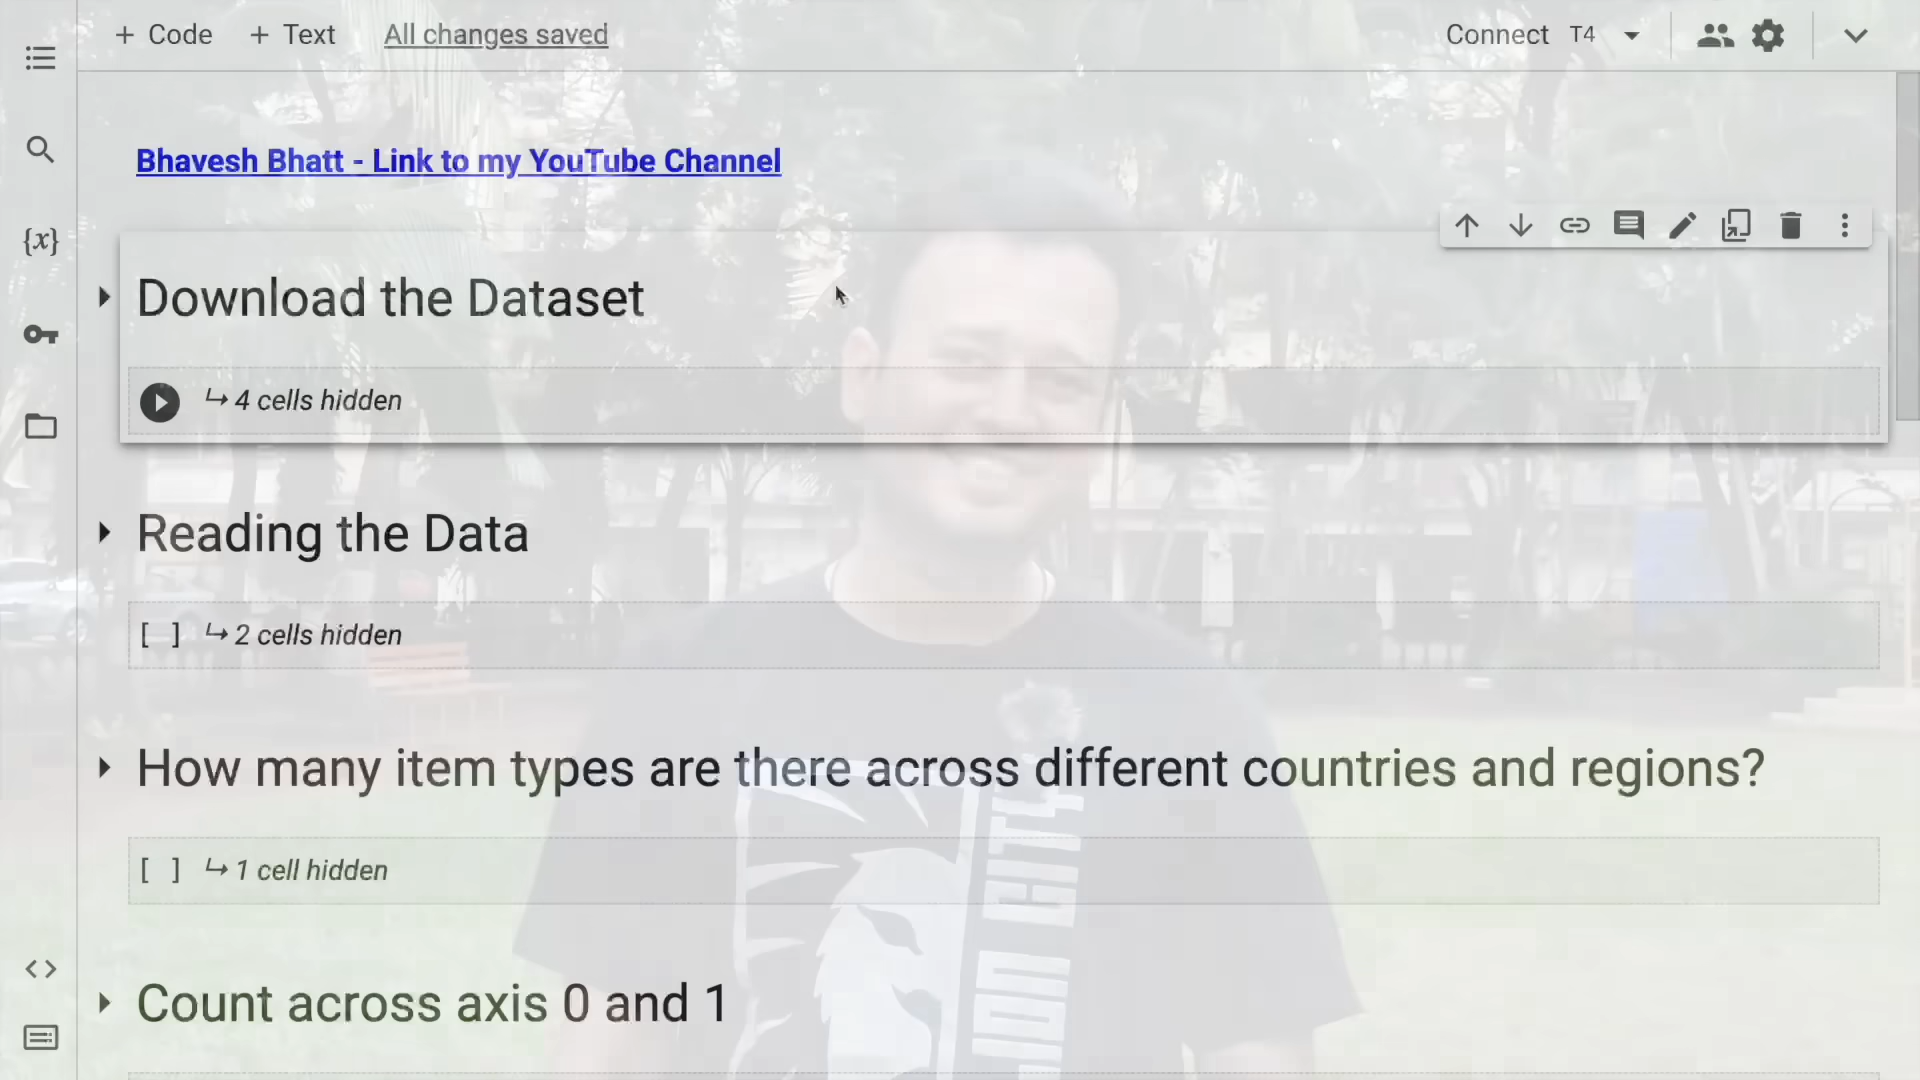 + Code + Text All changes saved Connect T4
Bhavesh Bhatt - Link to my YouTube Channel
{x}
Download the Dataset
4 cells hidden
Reading the Data
[ ] 2 cells hidden
How many item types are there across different countries and regions?
[ ] 1 cell hidden
Count across axis 0 and 1
LION CITY